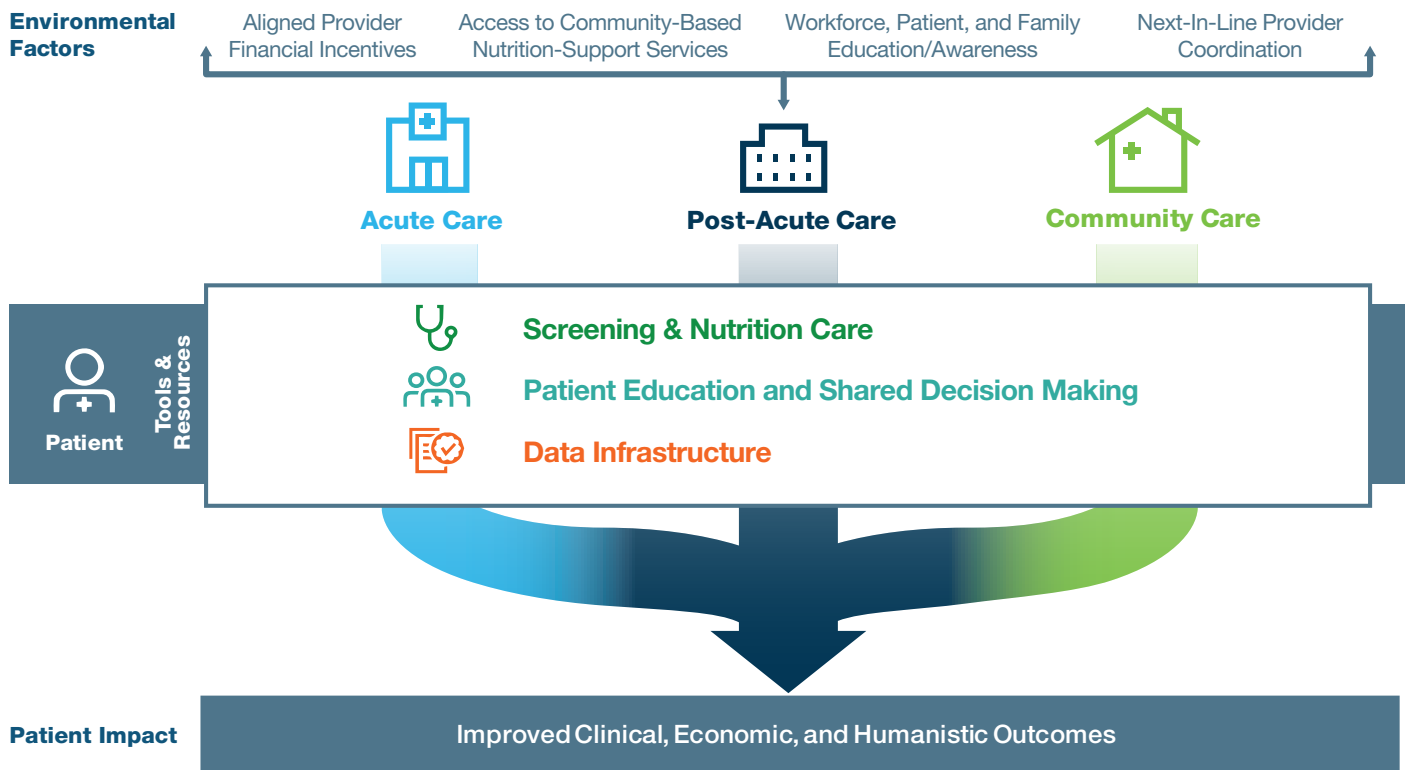 Environmental
Factors
Aligned Provider
Financial Incentives
Access to Community-Based
Nutrition-Support Services
Workforce, Patient, and Family
Education/Awareness
Next-In-Line Provider
Coordination
Acute Care
Post-Acute Care
Community Care
Patient
Tools &
Resources
Screening & Nutrition Care
Patient Education and Shared Decision Making
Data Infrastructure
Patient Impact
Improved Clinical, Economic, and Humanistic Outcomes